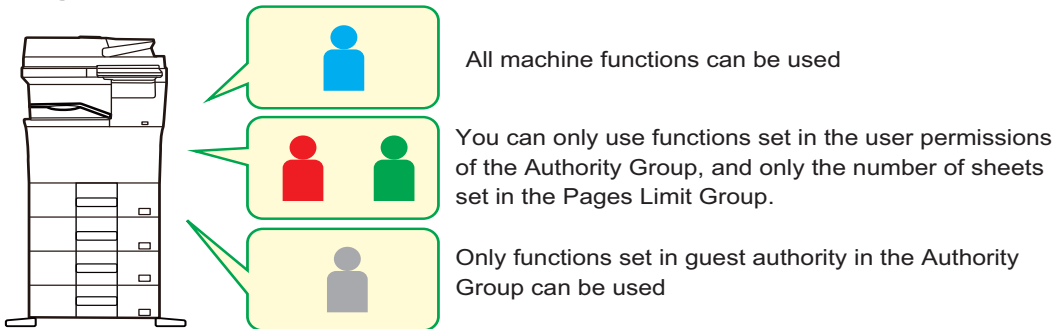 All machine functions can be used
You can only use functions set in the user permissions
of the Authority Group, and only the number of sheets
set in the Pages Limit Group.
Only functions set in guest authority in the Authority
Group can be used